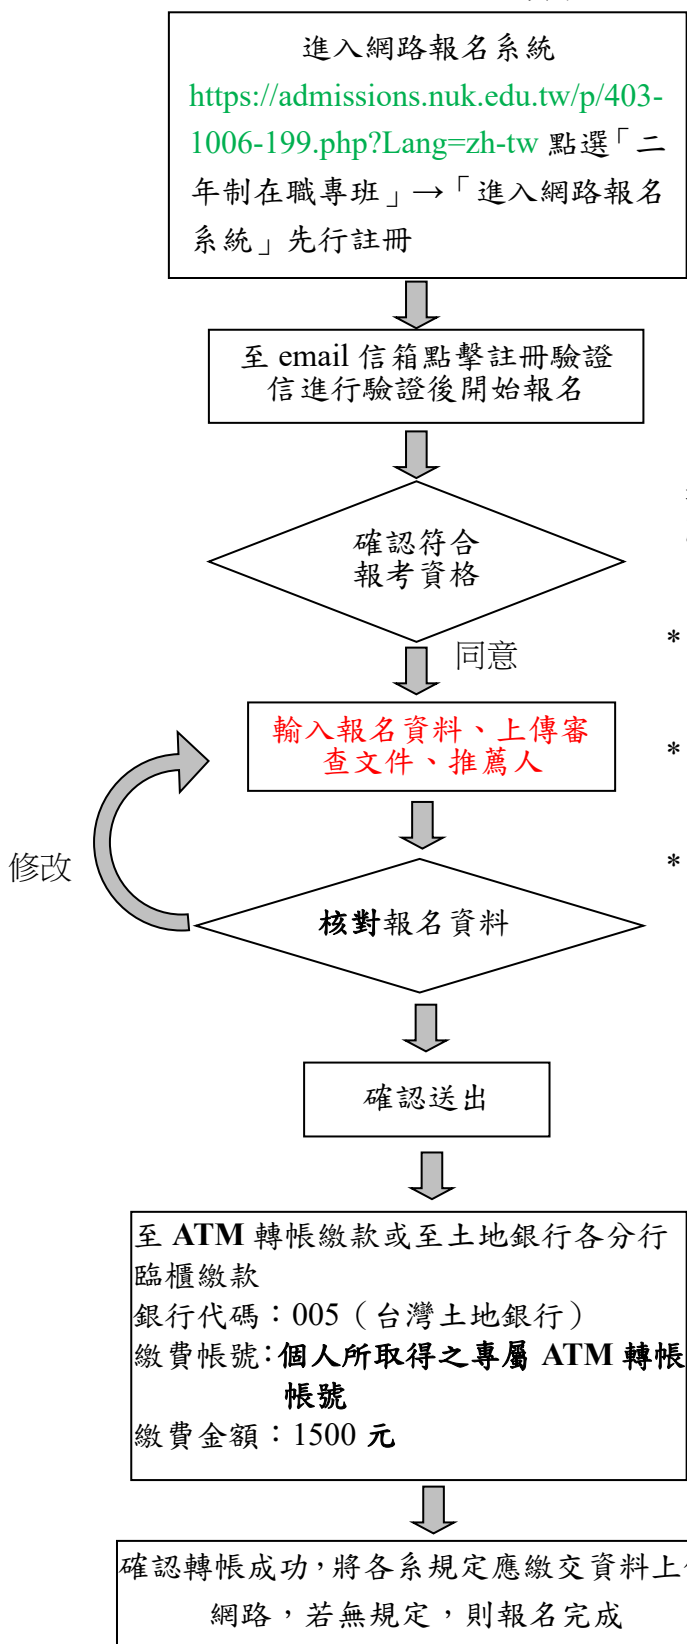 進入網路報名系統
https://admissions.nuk.edu.tw/p/403-
1006-199.php?Lang=zh-tw 點選「二
年制在職專班」→「進入網路報名
系統」先行註冊
至 email 信箱點擊註冊驗證
信進行驗證後開始報名
確認符合
報考資格
*
同意
輸入報名資料、上傳審
查文件、推薦人
*
修改
*
核對報名資料
確認送出
至 ATM 轉帳繳款或至土地銀行各分行
臨櫃繳款
銀行代碼：005（台灣土地銀行）
繳費帳號：個人所取得之專屬 ATM 轉帳
帳號
繳費金額：1500 元
確認轉帳成功，將各系規定應繳交資料上
網路，若無規定，則報名完成